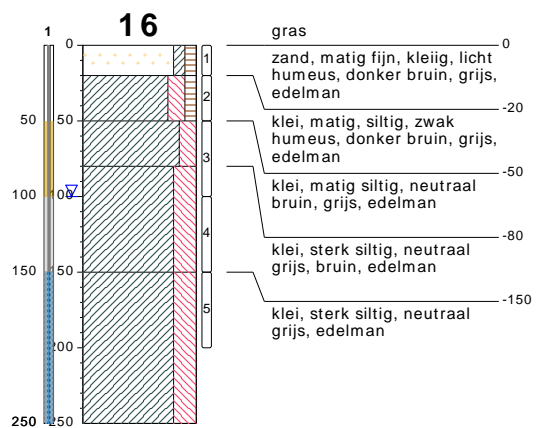 16
1
gras
0
0
zand, matig fijn, kleiig, licht
humeus, donker bruin, grijs,
edelman
1
-20
2
klei, matig, siltig, zwak
humeus, donker bruin, grijs,
edelman
50
50
-50
3
klei, matig siltig, neutraal
bruin, grijs, edelman
-80
100
100
4
klei, sterk siltig, neutraal
grijs, bruin, edelman
150
150
-150
5
klei, sterk siltig, neutraal
grijs, edelman
200
250
250